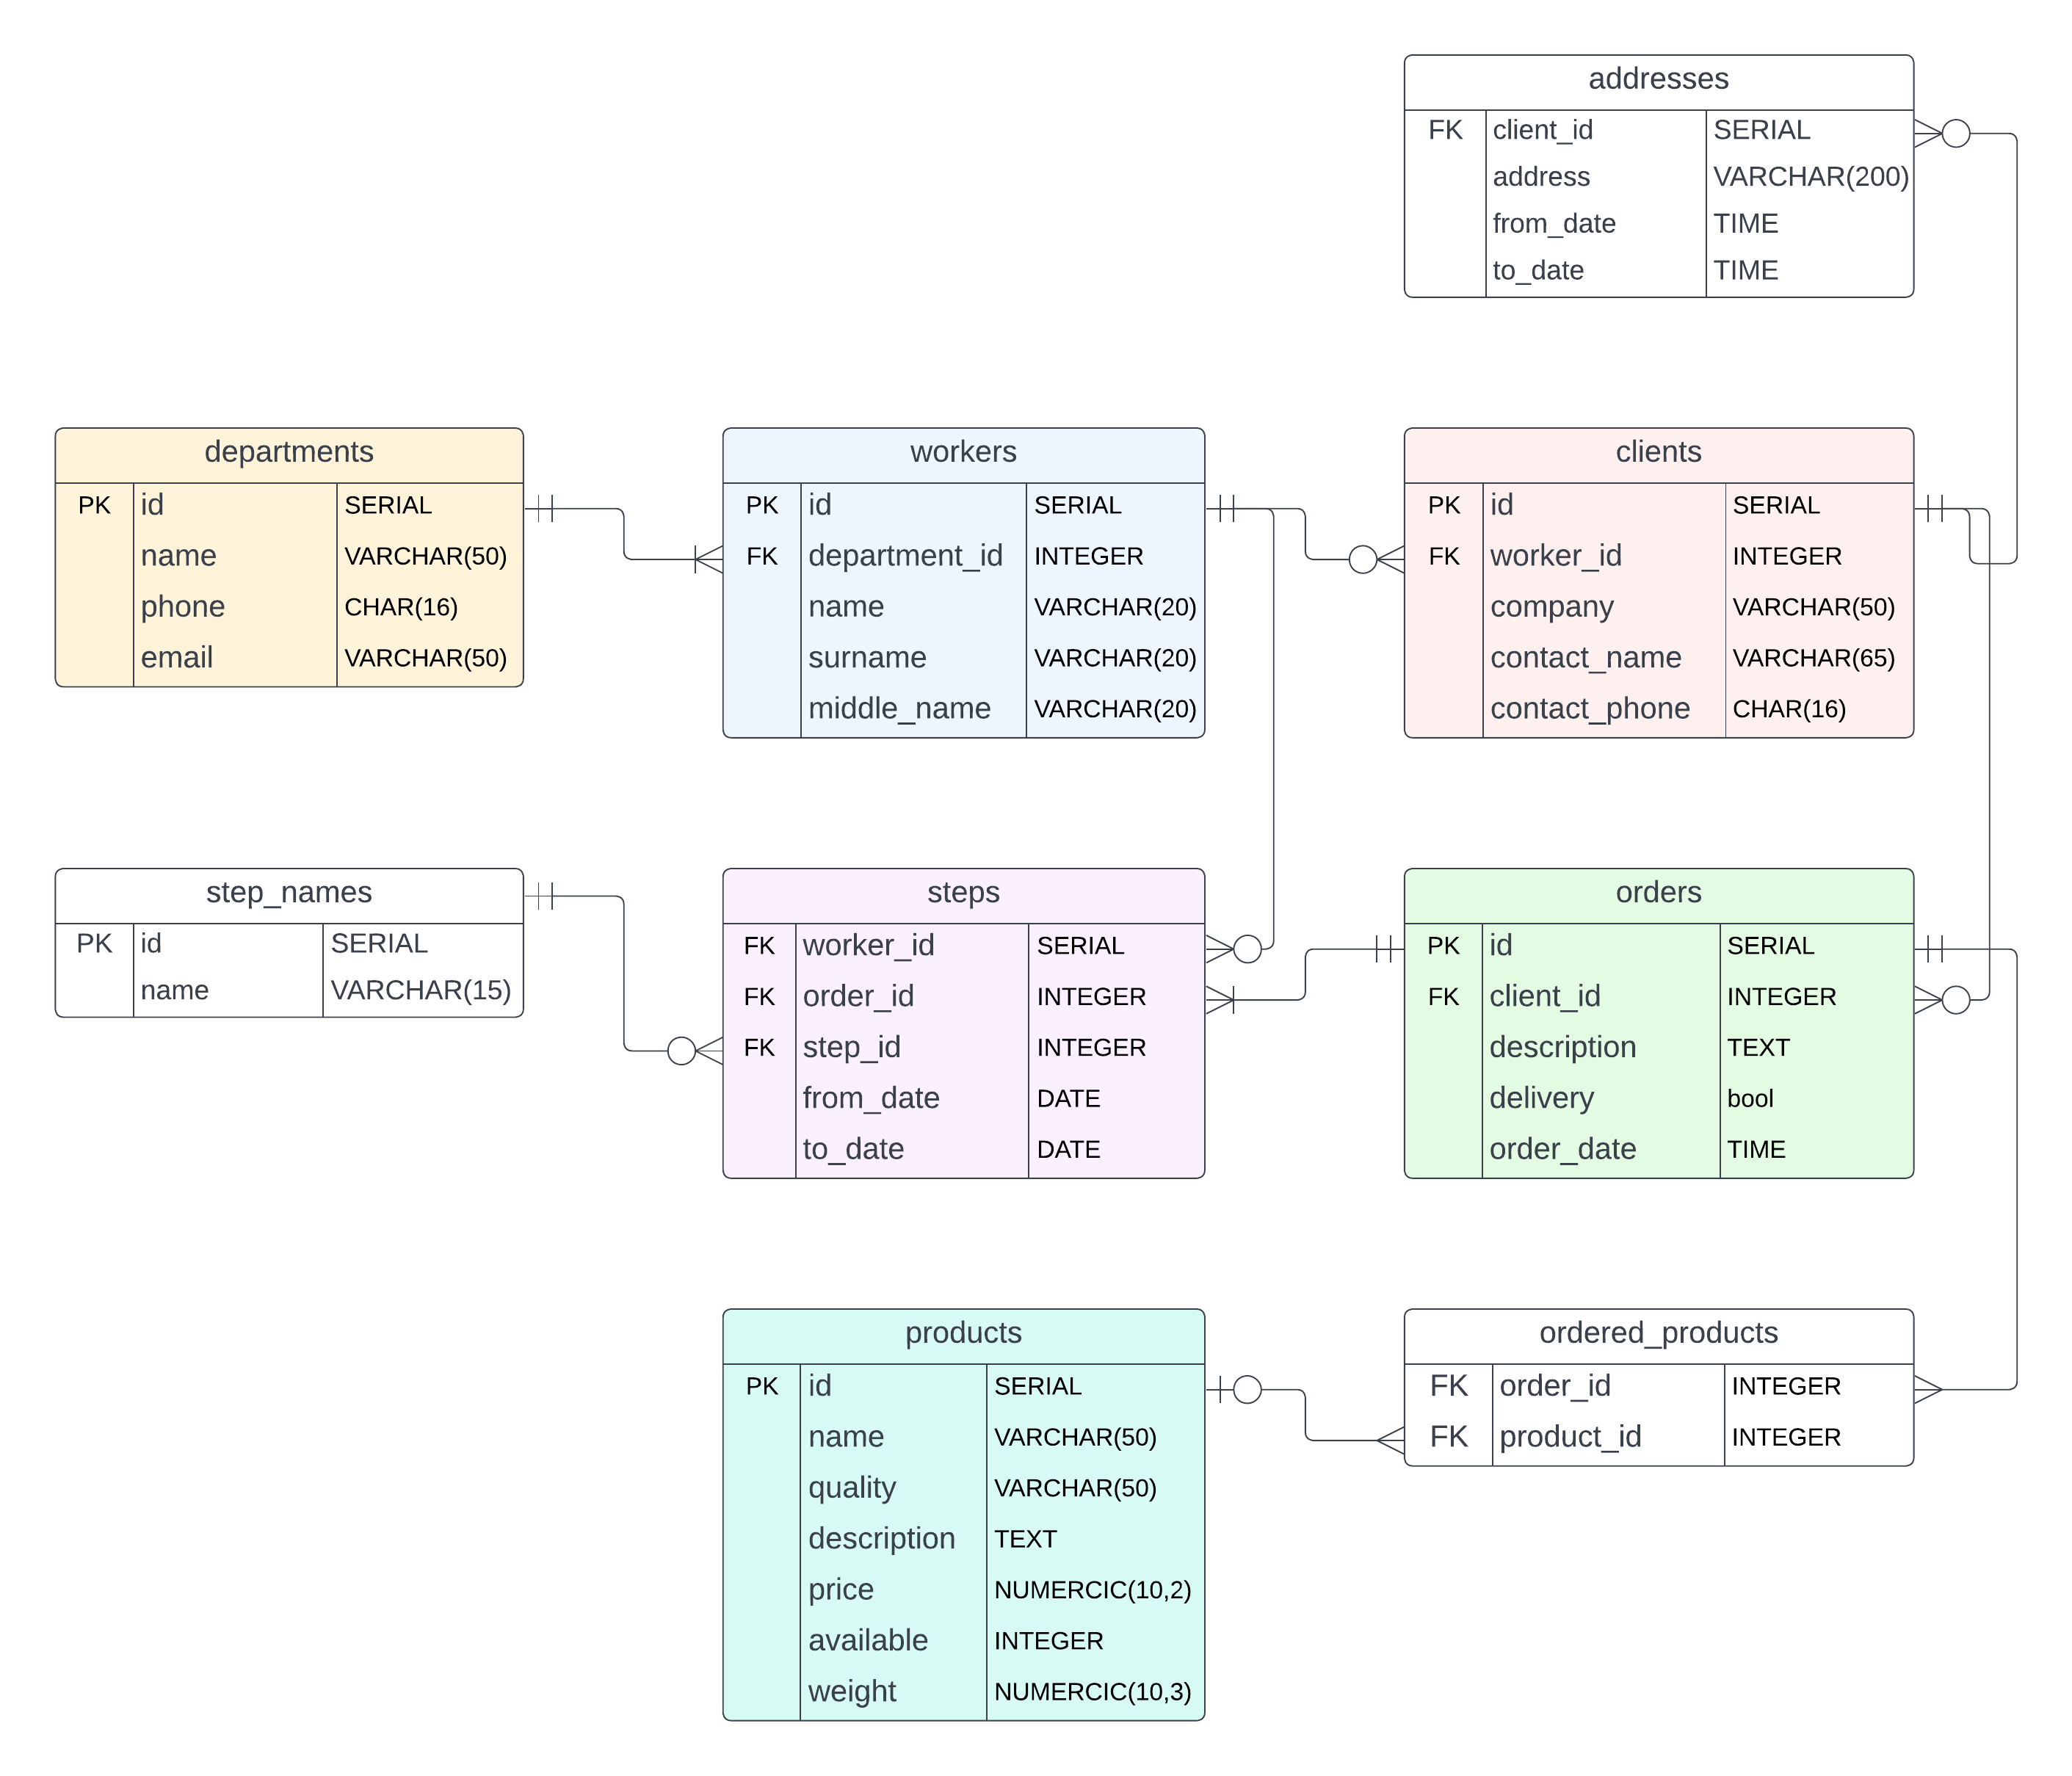 addresses
FK client_id SERIAL
address VARCHAR(200)
from_date TIME
to_date TIME
departments
PK id SERIAL
name VARCHAR(50)
phone CHAR(16)
email VARCHAR(50)
workers
PK id SERIAL
FK department_id INTEGER
name VARCHAR(20)
surname VARCHAR(20)
middle_name VARCHAR(20)
clients
PK id SERIAL
FK worker_id INTEGER
company VARCHAR(50)
contact_name VARCHAR(65)
contact_phone CHAR(16)
step_names
PK id SERIAL
name VARCHAR(15)
steps
FK worker_id SERIAL
FK order_id INTEGER
FK step_id INTEGER
from_date DATE
to_date DATE
orders
PK id SERIAL
FK client_id INTEGER
description TEXT
delivery bool
order_date TIME
products
PK id SERIAL
name VARCHAR(50)
quality VARCHAR(50)
description TEXT
price NUMERCIC(10,2)
available INTEGER
weight NUMERCIC(10,3)
ordered_products
FK order_id INTEGER
FK product_id INTEGER